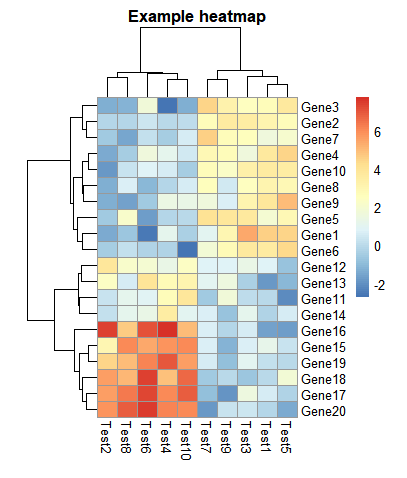 Example heatmap
Gene3
Gene2
Gene7
Gene4
Gene10
Gene8
Gene9
Gene5
Gene1
Gene6
Gene12
Gene13
Gene11
Gene14
Gene16
Gene15
Gene19
Gene18
Gene17
Gene20
6
4
2
0
-2
Test2
Test8
Test6
Test4
Test10
Test7
Test9
Test3
Test1
Test5